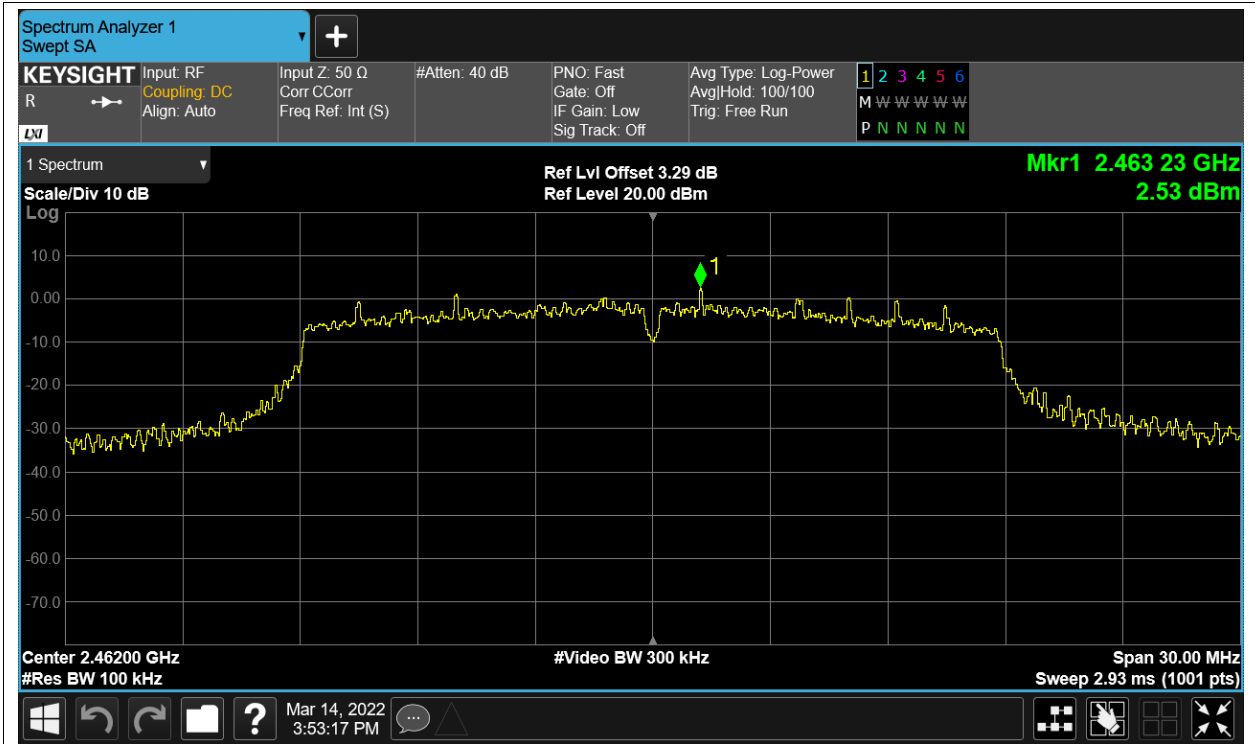 Spectrum Analyzer 1
Swept SA
KEYSIGHT
R
LXI
Input: RF
Coupling: DC
Align: Auto
Input Z: 50 Ω
Corr CCorr
Freq Ref: Int (S)
#Atten: 40 dB
PNO: Fast
Gate: Off
IF Gain: Low
Sig Track: Off
Avg Type: Log-Power
Avg|Hold: 100/100
Trig: Free Run
1 2 3 4 5 6
M W W W W W
P N N N N N
1 Spectrum
Scale/Div 10 dB
Log
Ref Lvl Offset 3.29 dB
Ref Level 20.00 dBm
Mkr1 2.463 23 GHz
2.53 dBm
1
10.0
0.00
-10.0
-20.0
-30.0
-40.0
-50.0
-60.0
-70.0
Center 2.46200 GHz
#Res BW 100 kHz
#Video BW 300 kHz
Span 30.00 MHz
Sweep 2.93 ms (1001 pts)
?
Mar 14, 2022
3:53:17 PM